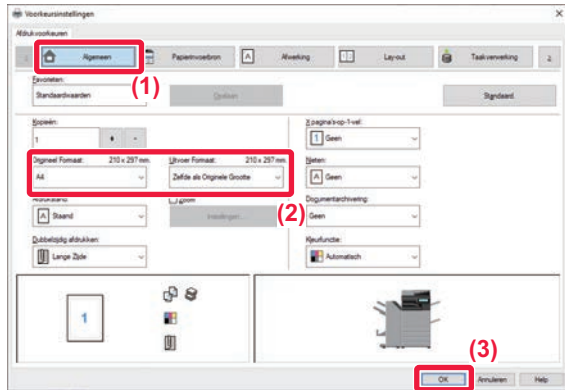 Voorkeursinstellingen
Afdrukvoorkeuren
Algemeen
Papierinvoerbron
Afwerking
Lay-out
Taakverwerking
(1)
Favorieten:
Standaardwaarden
Opslaan
Standaard
Kopieën:
1
X pagina's-op-1-vel:
1 Geen
Origineel Formaat: 210 x 297 mm.
A4
Uitvoer Formaat: 210 x 297 mm.
Zelfde als Originele Grootte
Nieten:
A Geen
(2)
Afdrukstand:
A Staand
Zoom
Instellingen...
Documentarchivering:
Geen
Dubbelzijdig afdrukken:
Lange Zijde
Kleurfunctie:
Automatisch
1
(3)
OK
Annuleren
Help